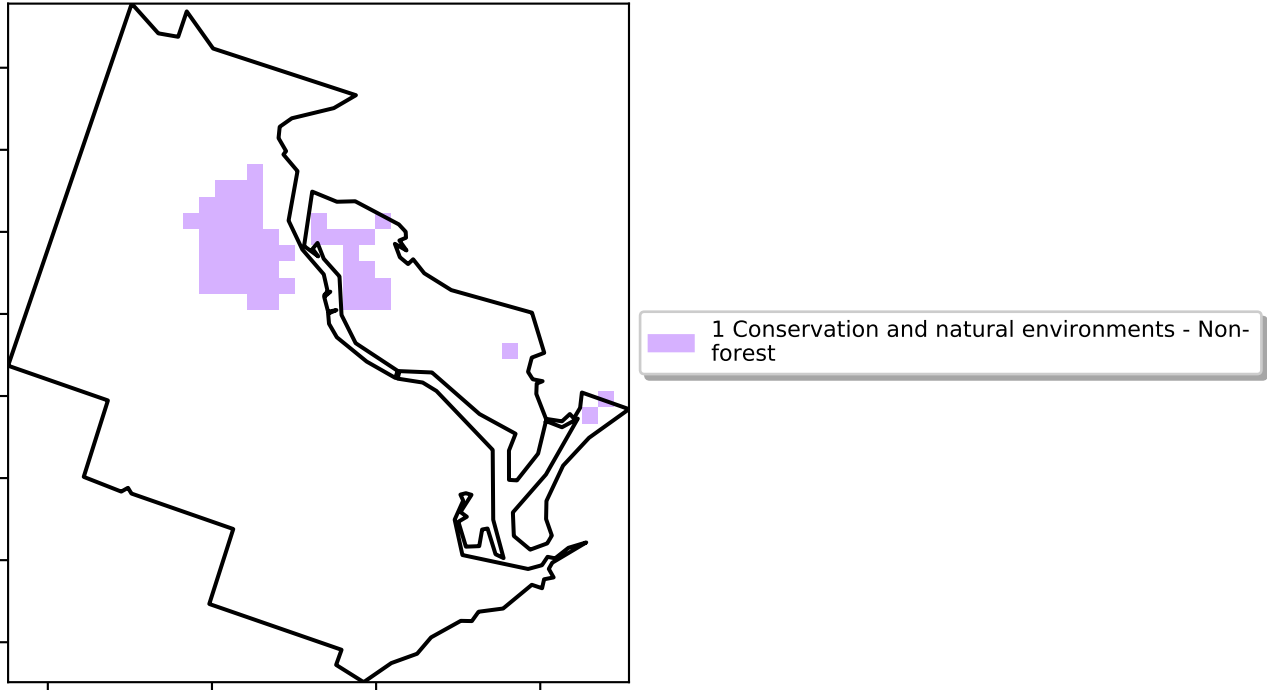 1 Conservation and natural environments - Non-
forest